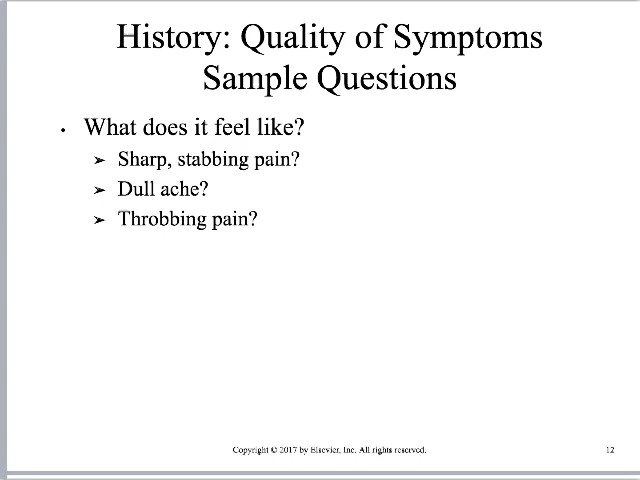 History: Quality of Symptoms
Sample Questions
• What does it feel like?
➢ Sharp, stabbing pain?
➢ Dull ache?
➢ Throbbing pain?
Copyright © 2017 by Elsevier, Inc. All rights reserved.
12